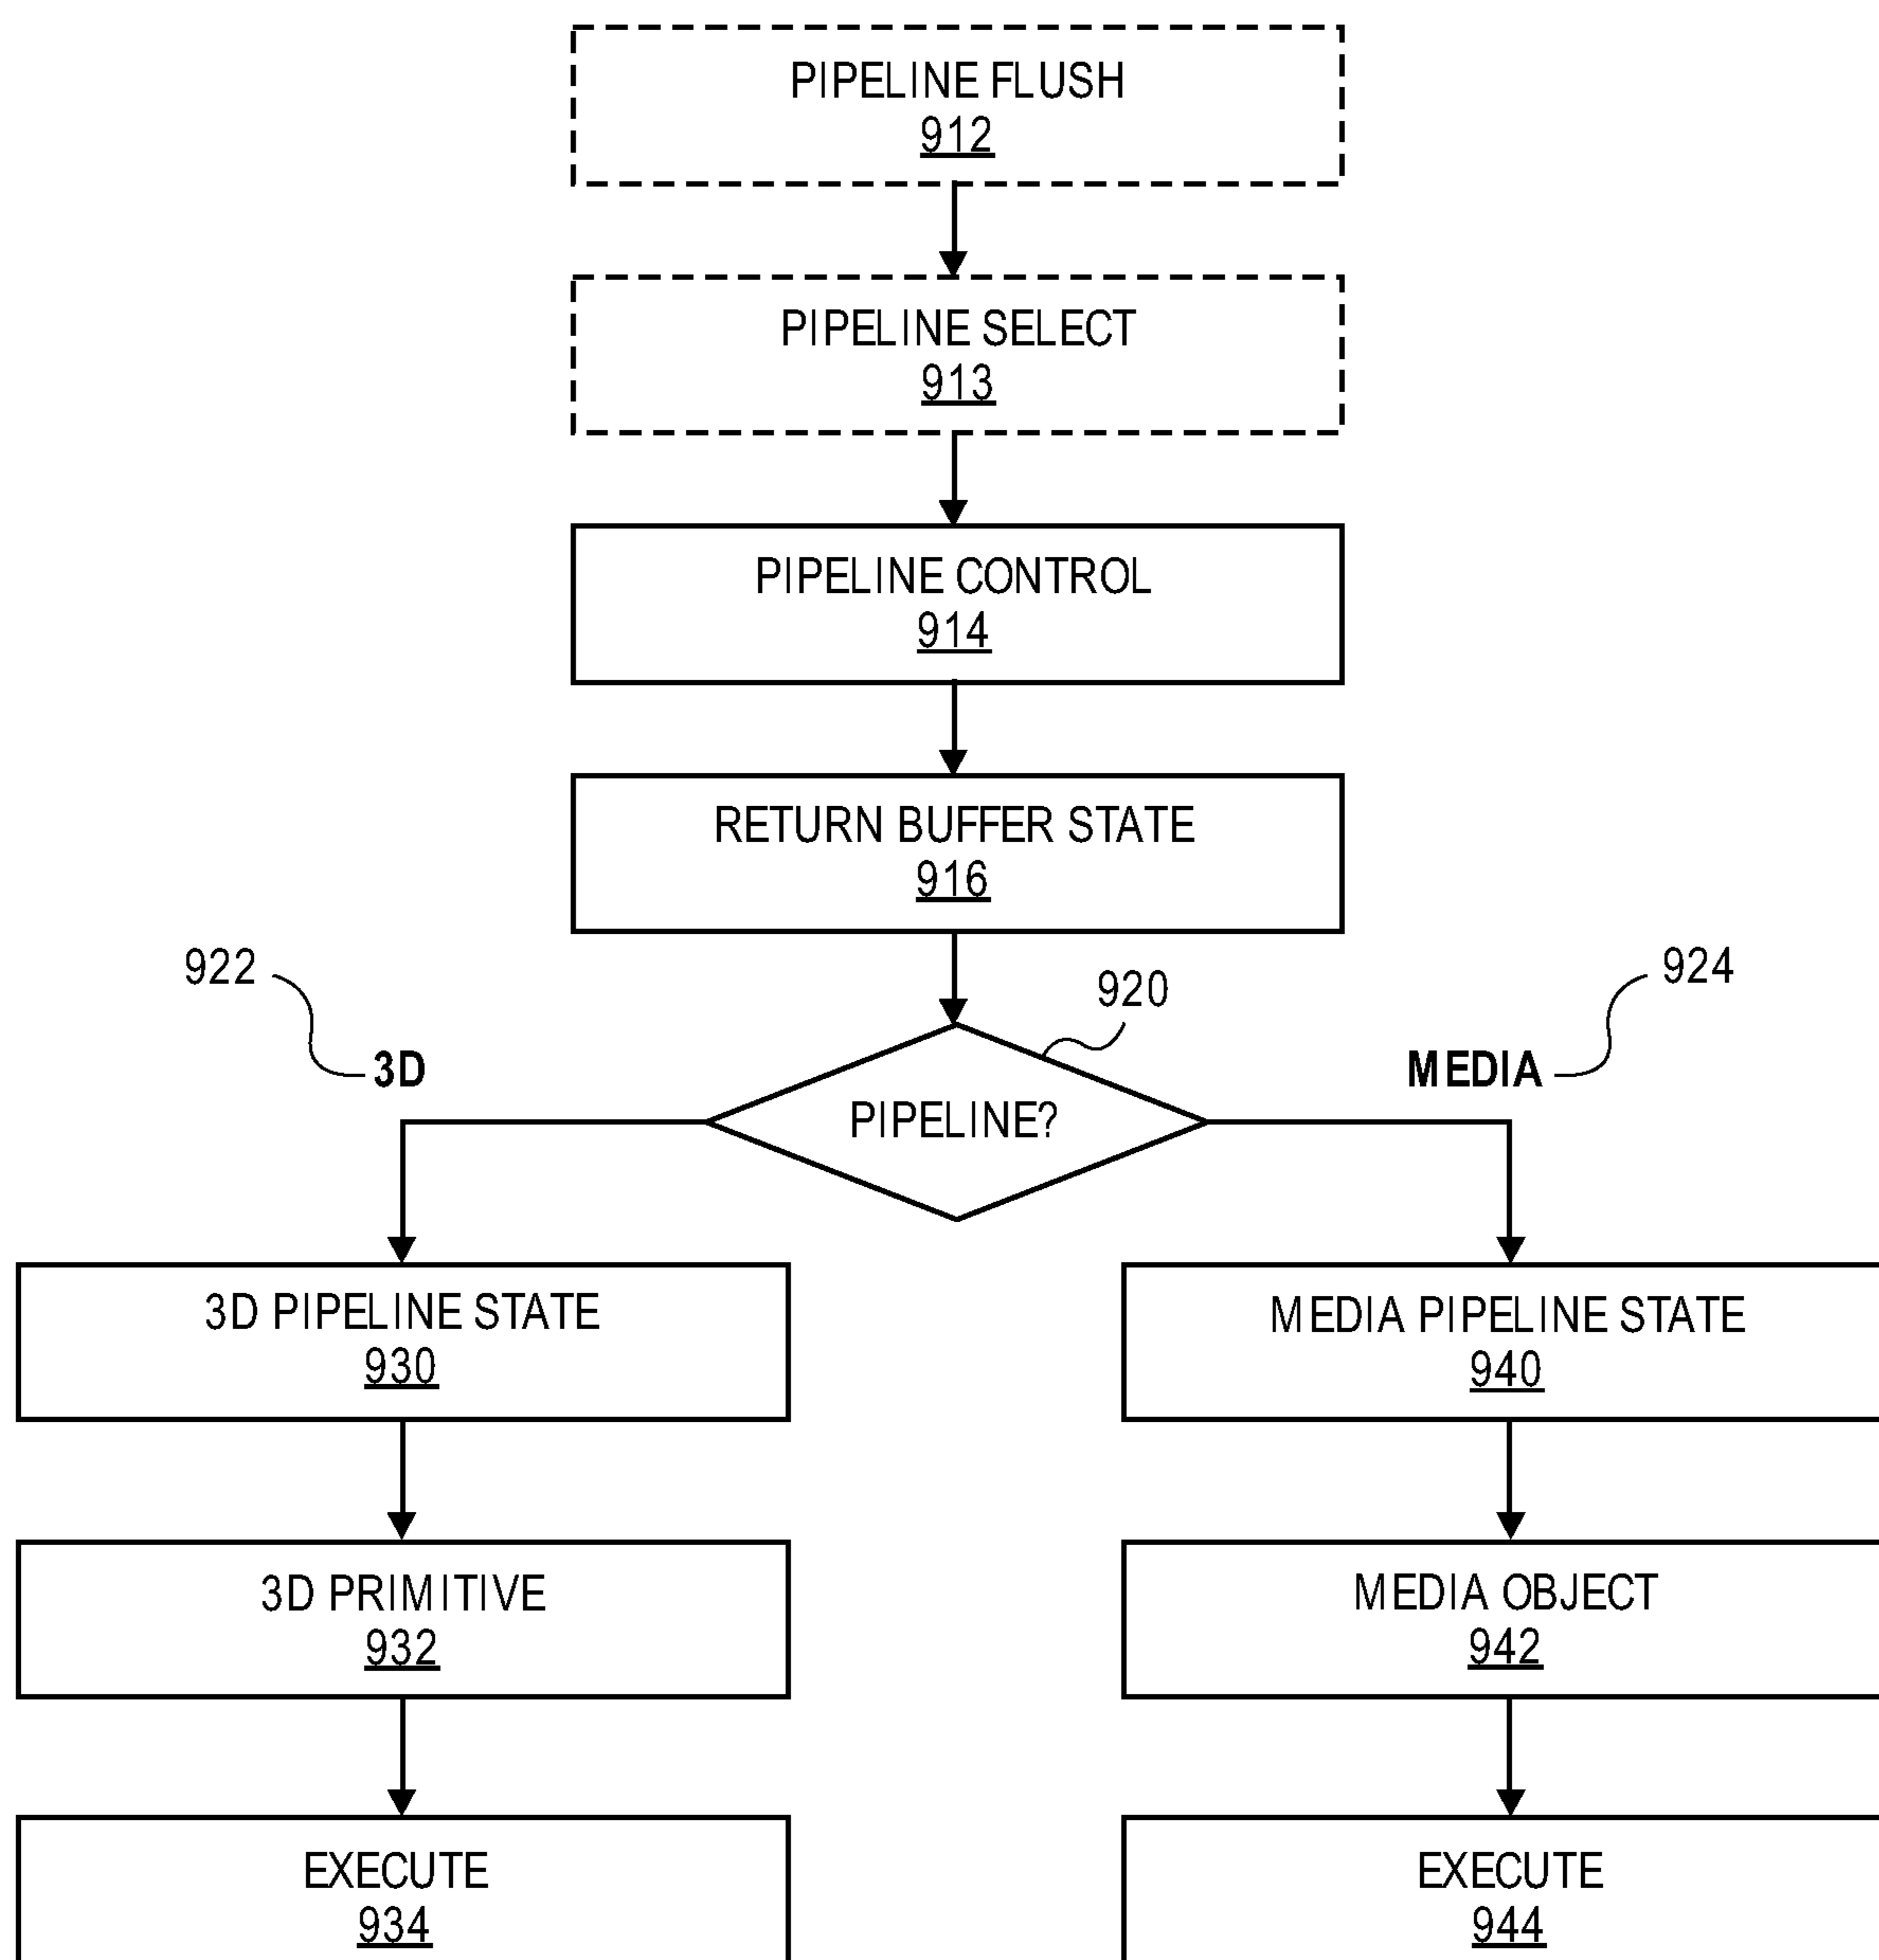 PIPELINE FLUSH
912
PIPELINE SELECT
913
PIPELINE CONTROL
914
RETURN BUFFER STATE
916
922
920
924
3D
MEDIA
PIPELINE?
3D PIPELINE STATE
930
MEDIA PIPELINE STATE
940
3D PRIMITIVE
932
MEDIA OBJECT
942
EXECUTE
934
EXECUTE
944